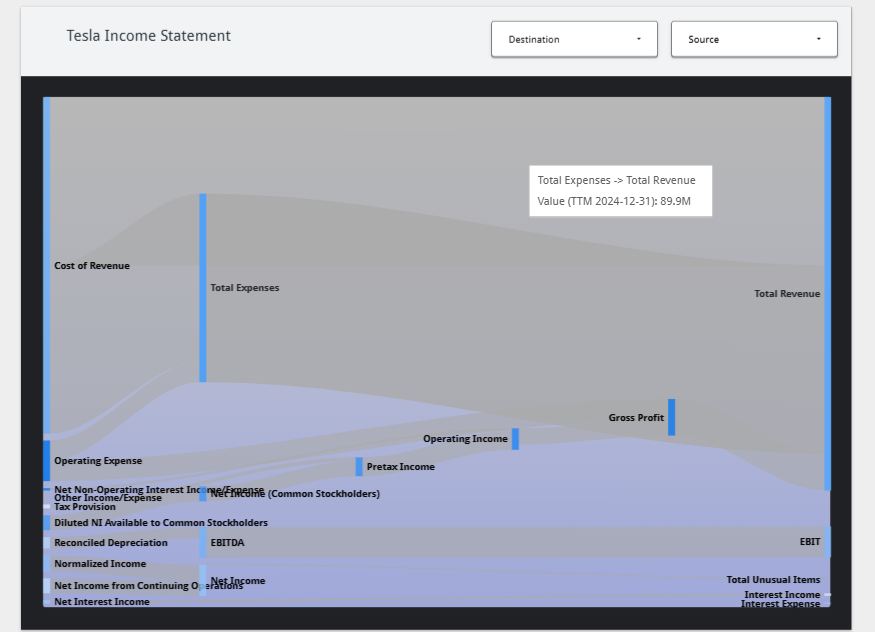 Tesla Income Statement
Destination
Source
Total Expenses -> Total Revenue
Value (TTM 2024-12-31): 89.9M
Cost of Revenue
Total Expenses
Total Revenue
Gross Profit
Operating Income
Operating Expense
Pretax Income
Net Non-Operating Interest Income/Expense
Net Income (Common Stockholders)
Other Income/Expense
Tax Provision
Diluted NI Available to Common Stockholders
Reconciled Depreciation
EBITDA
EBIT
Normalized Income
Net Income
Total Unusual Items
Net Income from Continuing Operations
Interest Income
Net Interest Income
Interest Expense